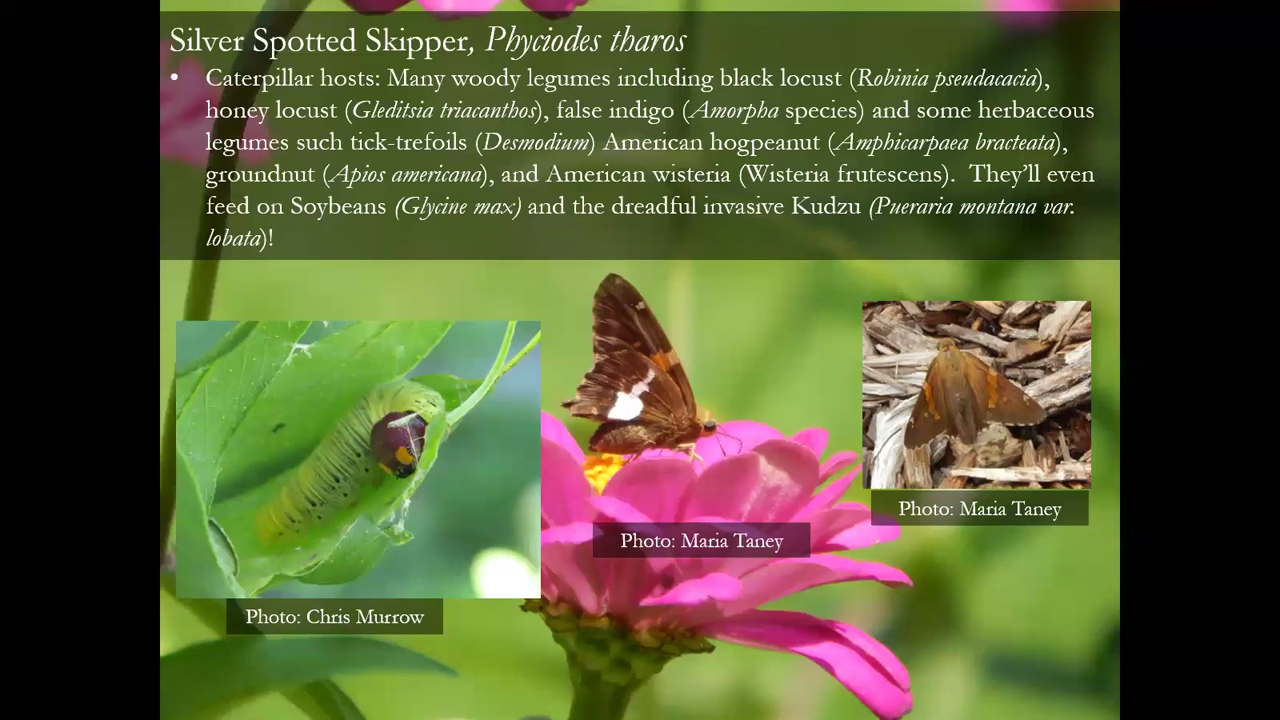 Silver Spotted Skipper, Phyciodes tharos
• Caterpillar hosts: Many woody legumes including black locust (Robinia pseudacacia),
honey locust (Gleditsia triacanthos), false indigo (Amorpha species) and some herbaceous
legumes such tick-trefoils (Desmodium) American hogpeanut (Amphicarpaea bracteata),
groundnut (Apios americana), and American wisteria (Wisteria frutescens). They’ll even
feed on Soybeans (Glycine max) and the dreadful invasive Kudzu (Pueraria montana var.
lobata)!
Photo: Maria Taney
Photo: Maria Taney
Photo: Chris Murrow